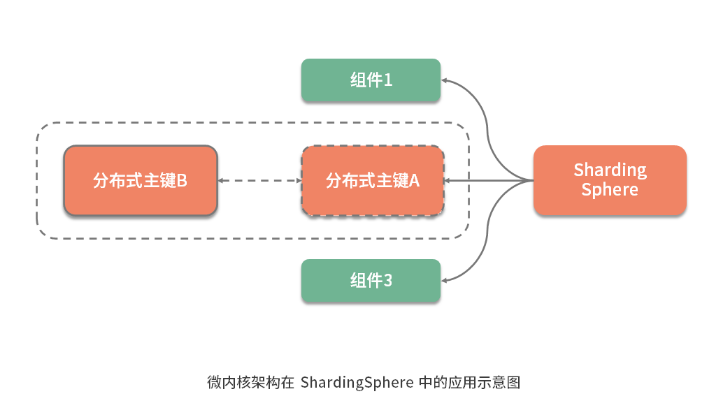 组件1
分布式主键B
分布式主键A
Sharding
Sphere
组件3
微内核架构在 ShardingSphere 中的应用示意图